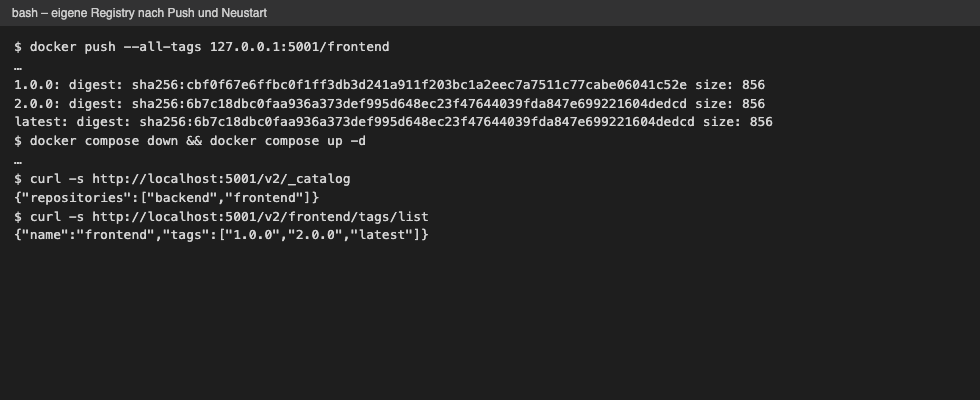 bash – eigene Registry nach Push und Neustart
$ docker push --all-tags 127.0.0.1:5001/frontend
…
1.0.0: digest: sha256:cbf0f67e6ffbc0f1ff3db3d241a911f203bc1a2eec7a7511c77cabe06041c52e size: 856
2.0.0: digest: sha256:6b7c18dbc0faa936a373def995d648ec23f47644039fda847e699221604dedcd size: 856
latest: digest: sha256:6b7c18dbc0faa936a373def995d648ec23f47644039fda847e699221604dedcd size: 856
$ docker compose down && docker compose up -d
…
$ curl -s http://localhost:5001/v2/_catalog
{"repositories":["backend","frontend"]}
$ curl -s http://localhost:5001/v2/frontend/tags/list
{"name":"frontend","tags":["1.0.0","2.0.0","latest"]}